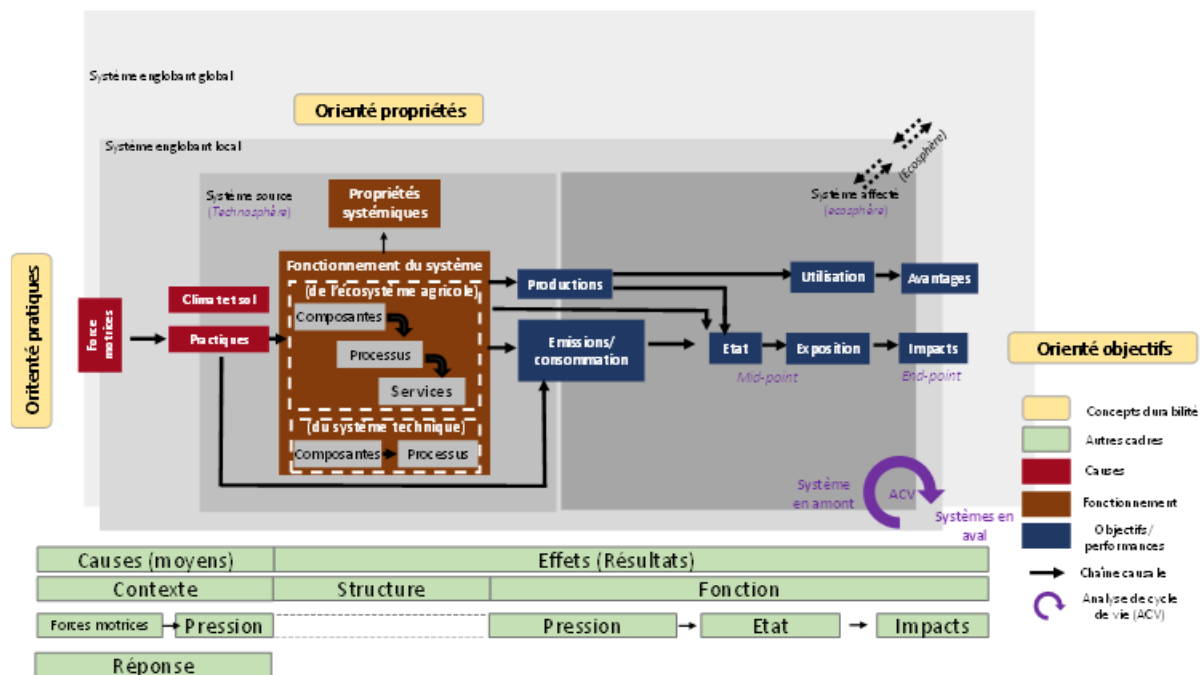 Système englobant global
Orienté propriétés
Système englobant local
(Ecosphère)
Système source
(Technosphère)
Propriétés
systémiques
Système affecté
(ecosphère)
Oritenté pratiques
Force
motrices
Climat et sol
Practiques
Fonctionnement du système
(de l'écosystème agricole)
Composantes
Processus
Services
(du système technique)
Composantes
Processus
Productions
Emissions/
consommation
Utilisation
Avantages
Etat
Exposition
Impacts
Mid-point
End-point
Orienté objectifs
Concepts durabilité
Autres cadres
Causes
Fonctionnement
Objectifs/
performances
Chaîne causale
Analyse de cycle
de vie (ACV)
Système
en amont
ACV
Systèmes en
aval
Causes (moyens)
Effets (Résultats)
Contexte
Structure
Fonction
Forces motrices
Pression
Pression
Etat
Impacts
Réponse